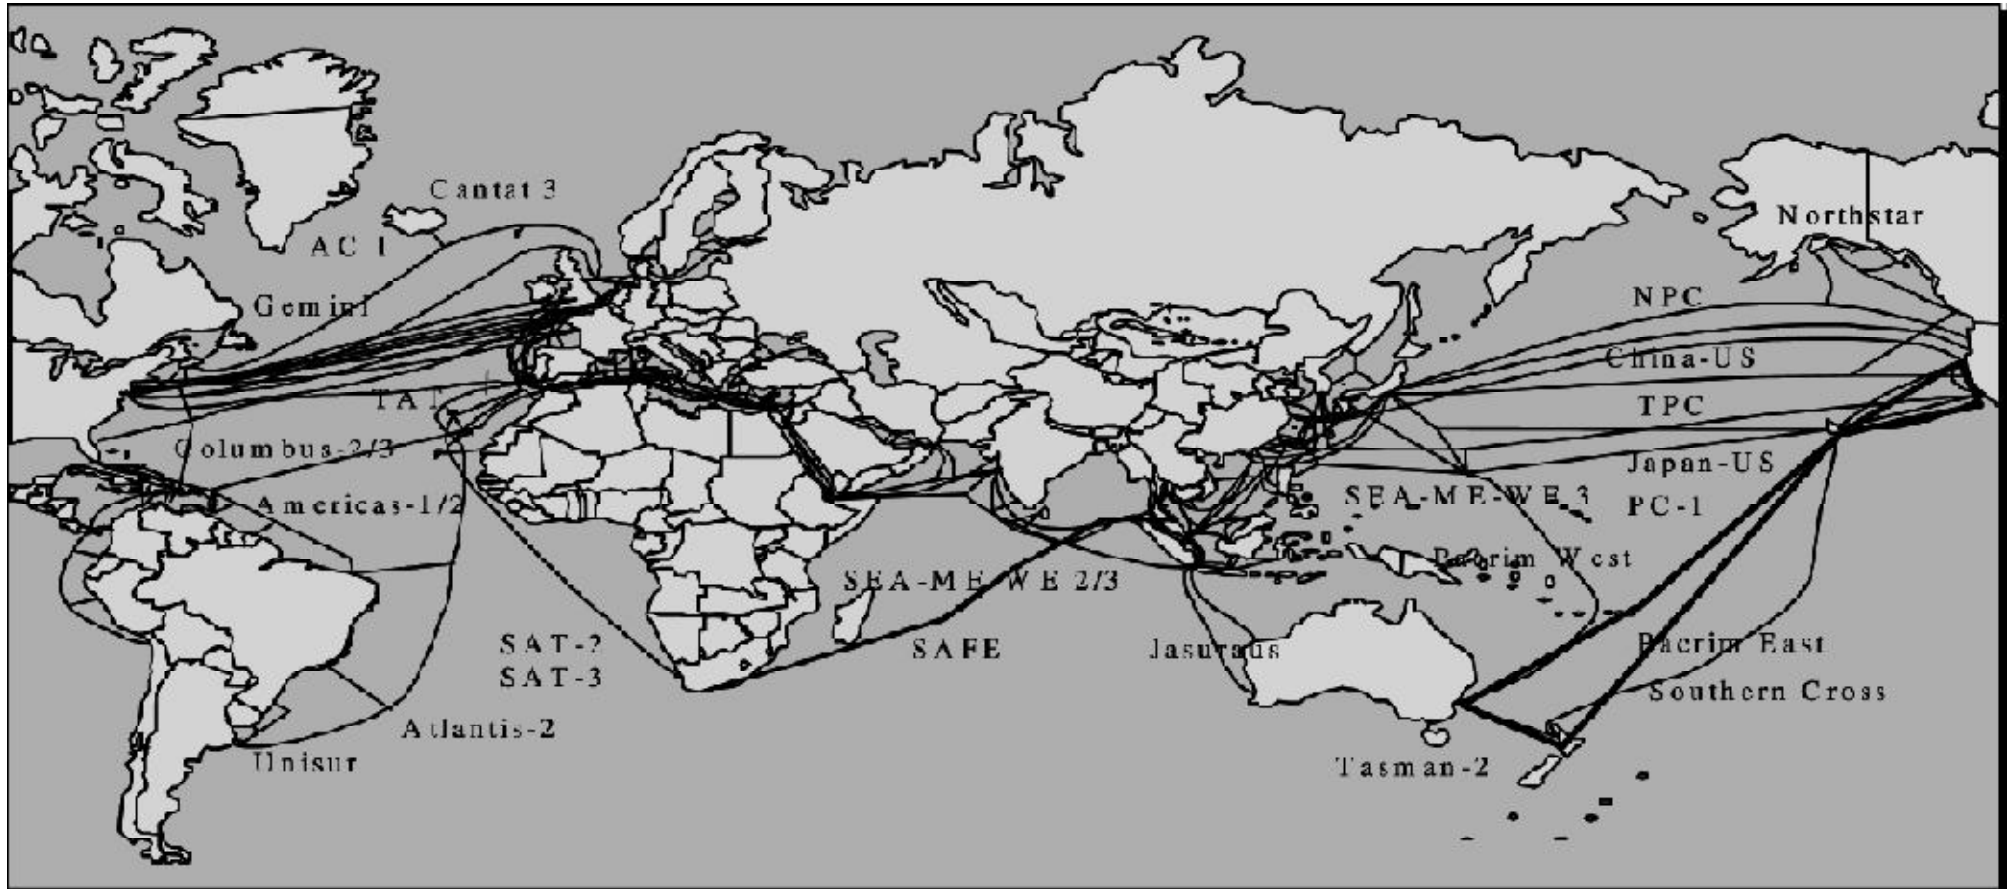 Cantat 3
Northstar
AC 1
NPC
Gemini
China-US
TAT
TPC
Columbus-2/3
Japan-US
SEA-ME-WE 3
Americas-1/2
PC-1
Pacrim West
SEA-ME-WE 2/3
SAT-2
SAFE
Jasuraus
Pacrim East
SAT-3
Southern Cross
Atlantis-2
Unisur
Tasman-2